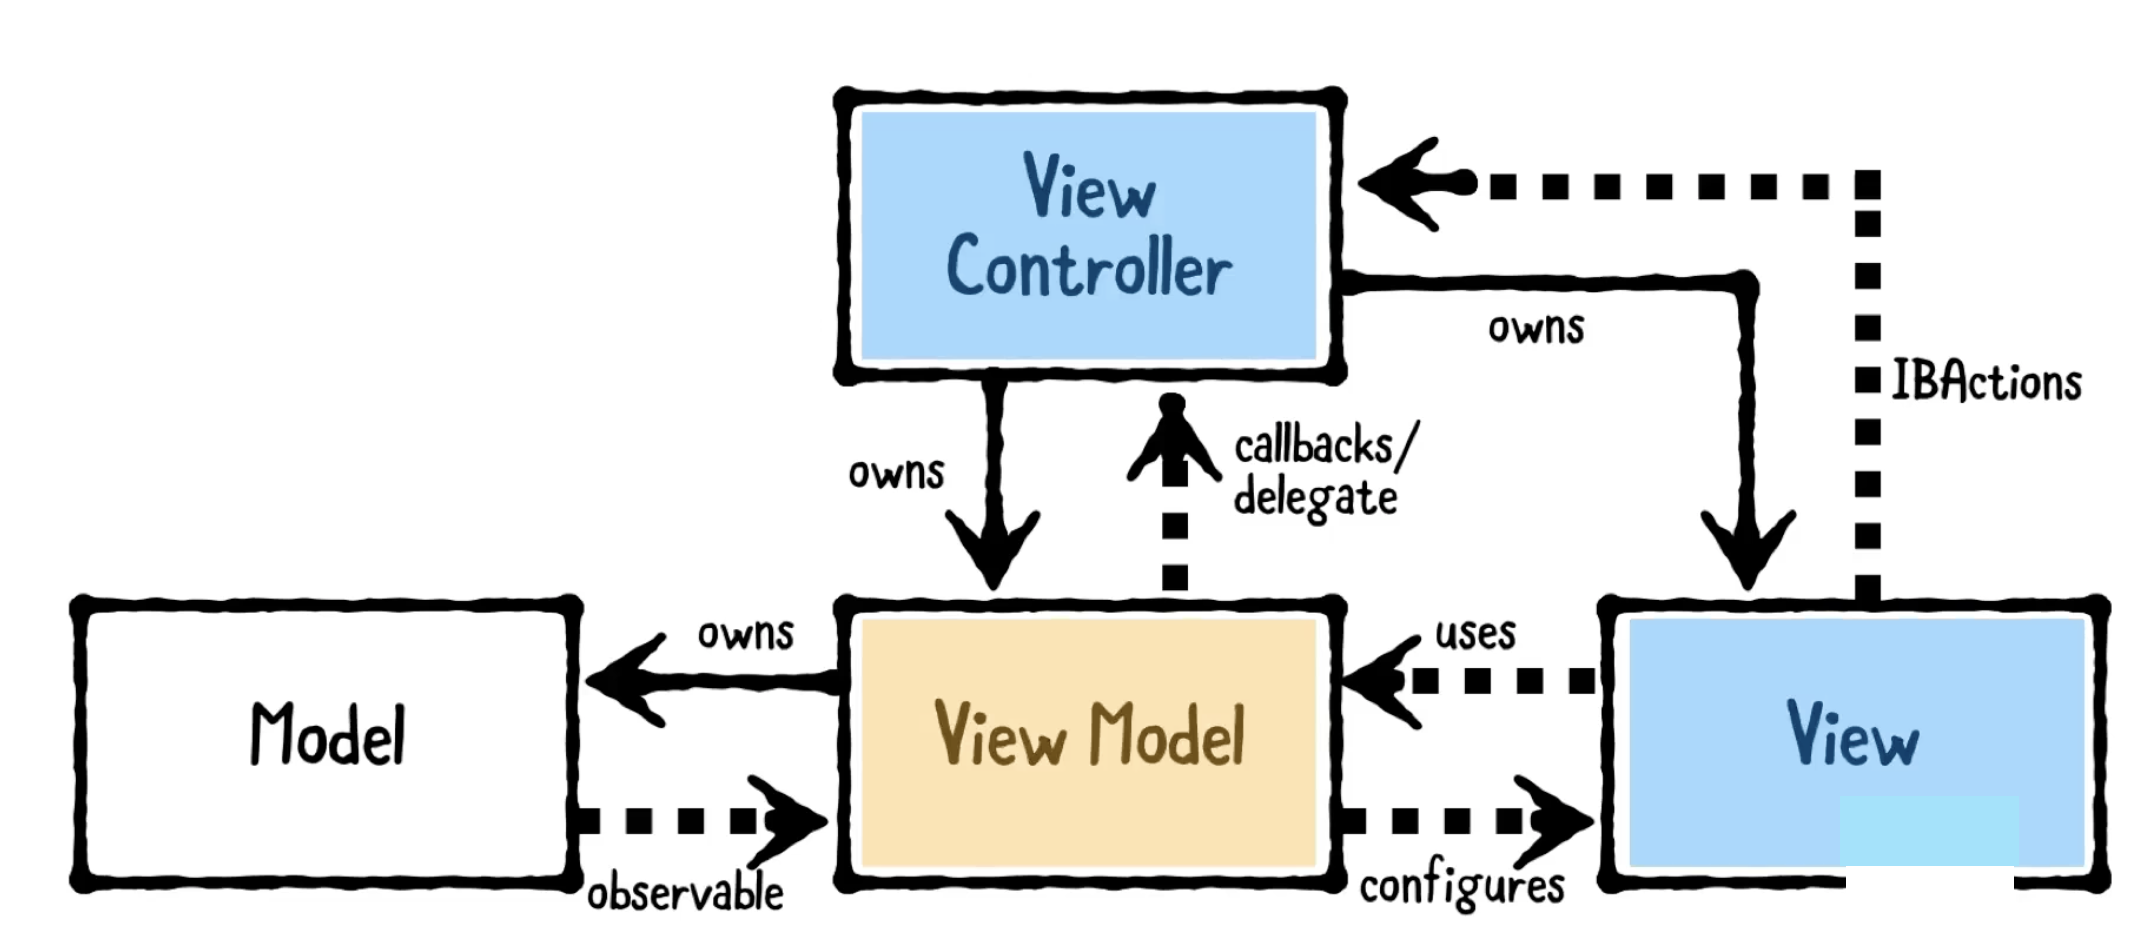 View
Controller
owns
IBActions
owns
callbacks/
delegate
owns
uses
Model
View Model
View
observable
configures